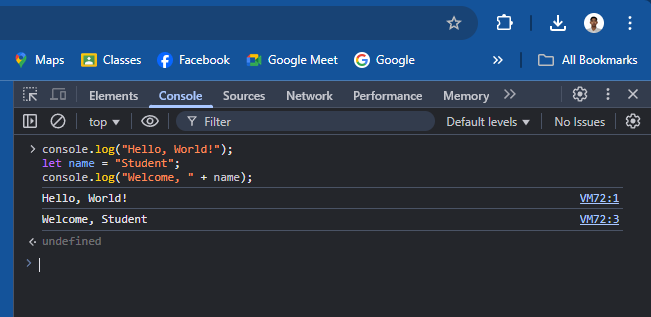 Maps Classes Facebook Google Meet Google » All Bookmarks
Elements Console Sources Network Performance Memory »
top ▼ Filter Default levels ▼ No Issues
> console.log("Hello, World!");
let name = "Student";
console.log("Welcome, " + name);
Hello, World! VM72:1
Welcome, Student VM72:3
undefined
>